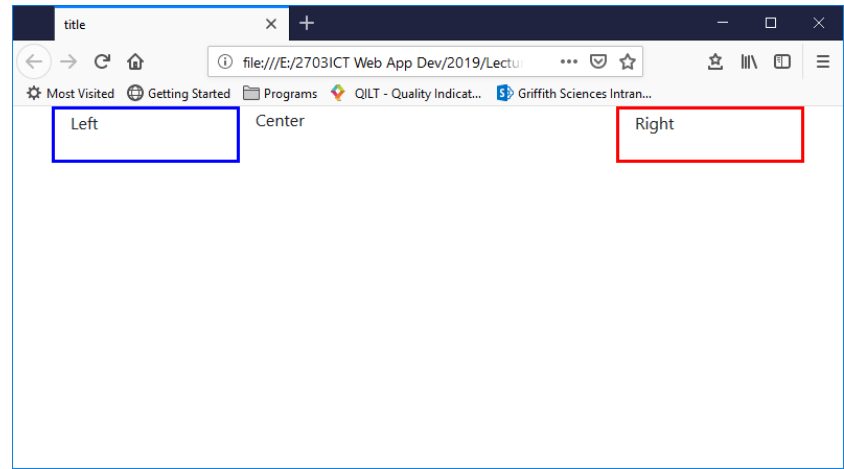 title
file:///E:/2703ICT Web App Dev/2019/Lectu
Most Visited Getting Started Programs QILT - Quality Indicat... Griffith Sciences Intran...
Left Center Right